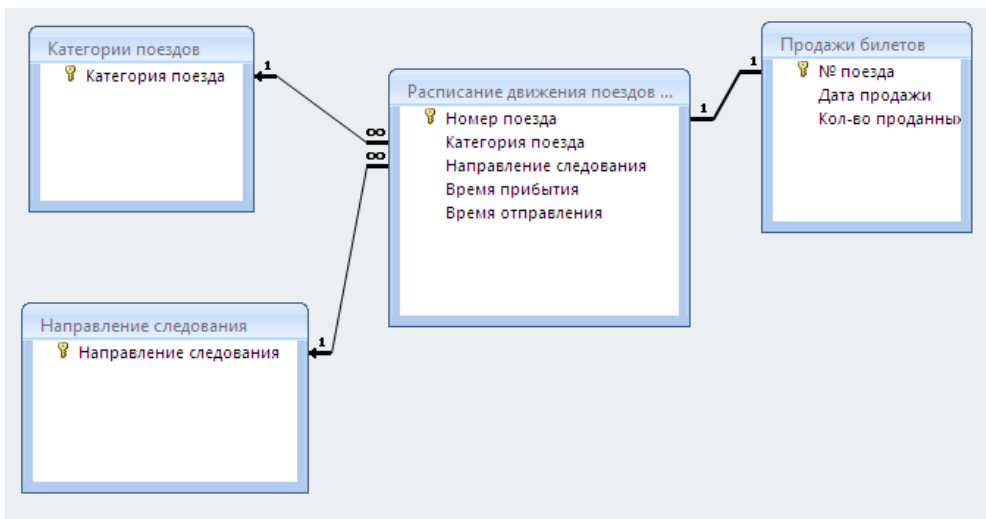 Категории поездов
Категория поезда
1
∞
∞
Расписание движения поездов ...
Номер поезда
Категория поезда
Направление следования
Время прибытия
Время отправления
1
1
Продажи билетов
№ поезда
Дата продажи
Кол-во проданных
Направление следования
Направление следования
1